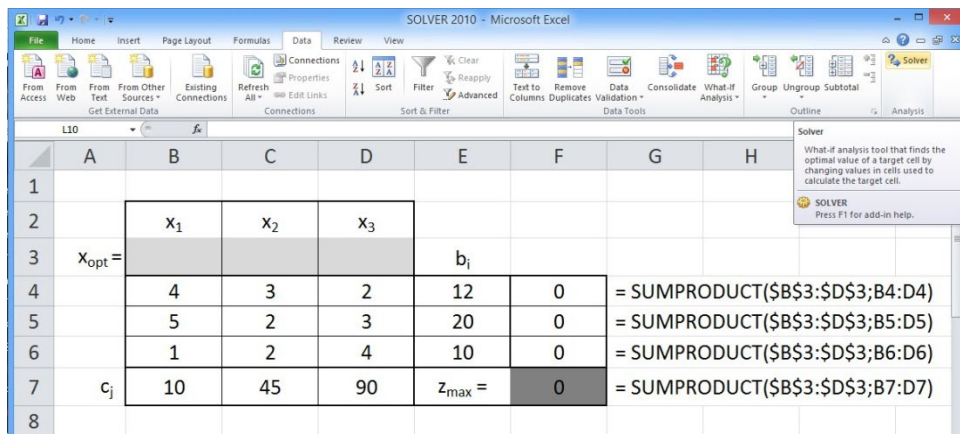 SOLVER 2010 - Microsoft Excel
File Home Insert Page Layout Formulas Data Review View
From Access
From Web
From Text
From Other Sources
Existing Connections
Get External Data
Refresh All
Connections
Properties
Edit Links
Connections
Sort
Filter
Clear
Reapply
Advanced
Sort & Filter
Text to Columns
Remove Duplicates
Data Validation
Consolidate
What-If Analysis
Data Tools
Group
Ungroup
Subtotal
Outline
Solver
Analysis
L10 fx
Solver
What-if analysis tool that finds the
optimal value of a target cell by
changing values in cells used to
calculate the target cell.
SOLVER
Press F1 for add-in help.
A B C D E F G H
1
2 x1 x2 x3
3 xopt = bi
4 4 3 2 12 0 = SUMPRODUCT($B$3:$D$3;B4:D4)
5 5 2 3 20 0 = SUMPRODUCT($B$3:$D$3;B5:D5)
6 1 2 4 10 0 = SUMPRODUCT($B$3:$D$3;B6:D6)
7 cj 10 45 90 zmax = 0 = SUMPRODUCT($B$3:$D$3;B7:D7)
8